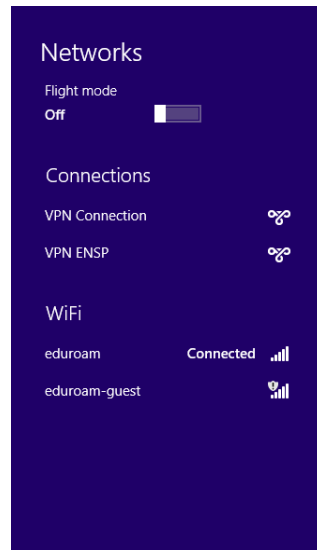 Networks
Flight mode
Off
Connections
VPN Connection
VPN ENSP
WiFi
eduroam Connected
eduroam-guest